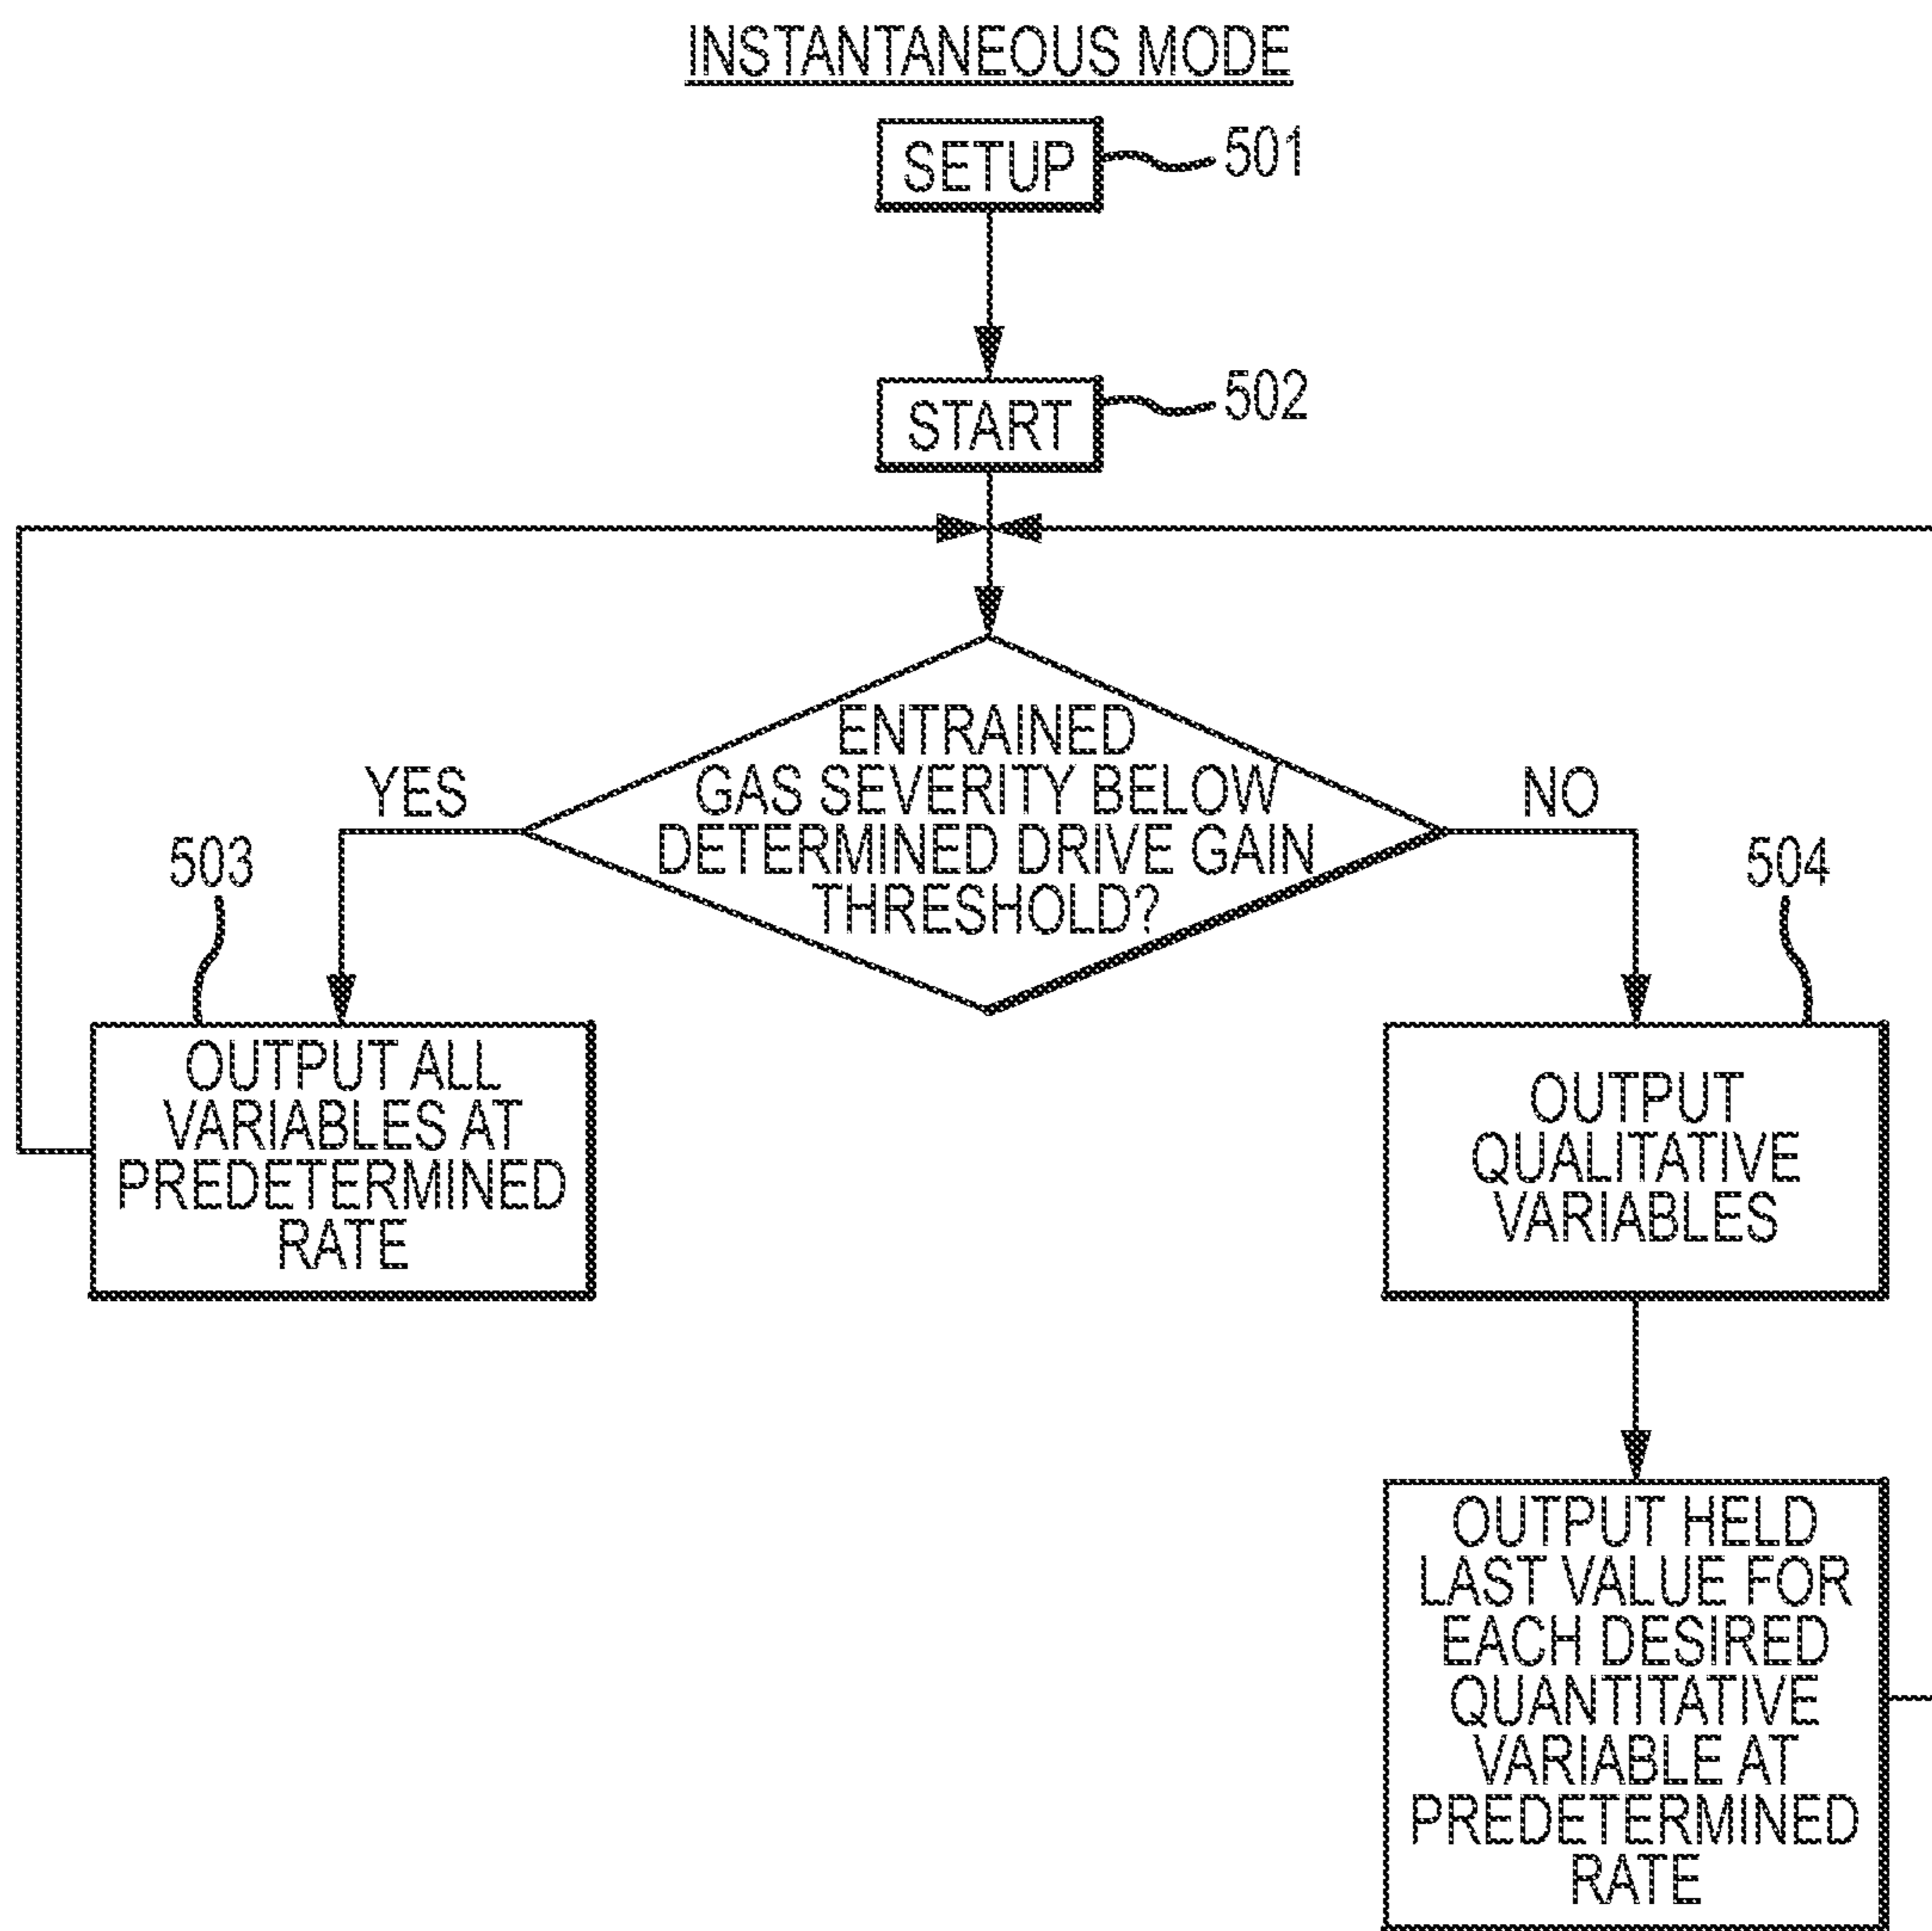 INSTANTANEOUS MODE
SETUP
501
START
502
ENTRAINED
GAS SEVERITY BELOW
DETERMINED DRIVE GAIN
THRESHOLD?
YES
NO
503
504
OUTPUT ALL
VARIABLES AT
PREDETERMINED
RATE
OUTPUT
QUALITATIVE
VARIABLES
OUTPUT HELD
LAST VALUE FOR
EACH DESIRED
QUANTITATIVE
VARIABLE AT
PREDETERMINED
RATE